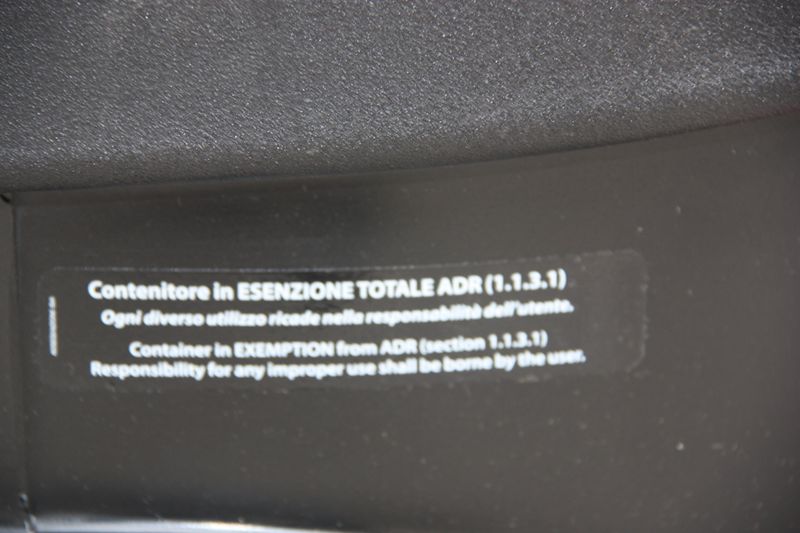 Contenitore in ESENZIONE TOTALE ADR (1.1.3.1)
Ogni diverso utilizzo ricade nella responsabilità dell'utente.
Container in EXEMPTION from ADR (section 1.1.3.1)
Responsibility for any improper use shall be borne by the user.